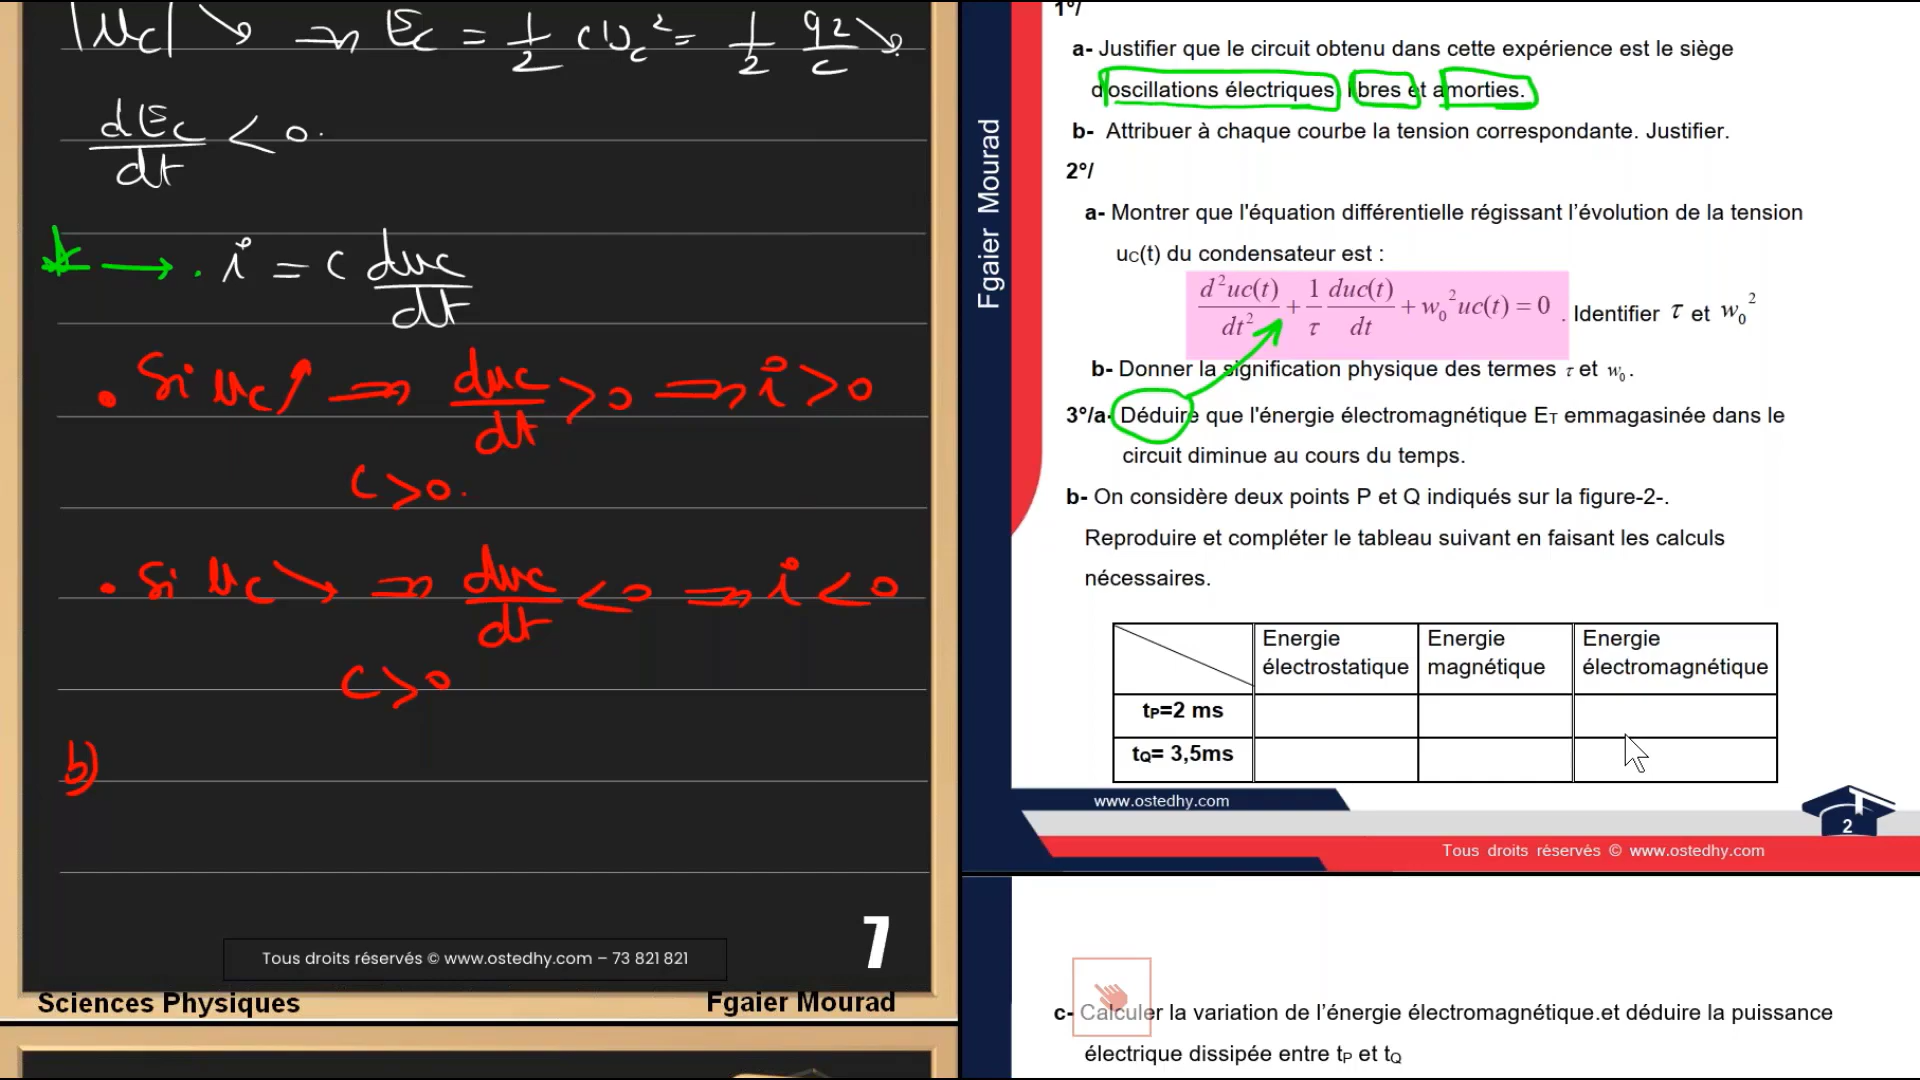 |uc| ↘ ⇒ Ec = 1/2 c Uc² = 1/2 q²/c ↘
dEc/dt < 0.
→ . i = c duc/dt
• Si uc ↗ ⇒ duc/dt > 0 ⇒ i > 0
c > 0.
• Si uc ↘ ⇒ duc/dt < 0 ⇒ i < 0
c > 0
b)
7
Tous droits réservés © www.ostedhy.com – 73 821 821
Sciences Physiques
Fgaier Mourad
Fgaier Mourad
1°/
a- Justifier que le circuit obtenu dans cette expérience est le siège
d'oscillations électriques libres et amorties.
b- Attribuer à chaque courbe la tension correspondante. Justifier.
2°/
a- Montrer que l'équation différentielle régissant l'évolution de la tension
uC(t) du condensateur est :
d²uc(t)/dt² + 1/τ duc(t)/dt + w₀² uc(t) = 0 . Identifier τ et w₀²
b- Donner la signification physique des termes τ et w₀.
3°/a- Déduire que l'énergie électromagnétique ET emmagasinée dans le
circuit diminue au cours du temps.
b- On considère deux points P et Q indiqués sur la figure-2-.
Reproduire et compléter le tableau suivant en faisant les calculs
nécessaires.
Energie électrostatique
Energie magnétique
Energie électromagnétique
tP=2 ms
tQ= 3,5ms
www.ostedhy.com
2
Tous droits réservés © www.ostedhy.com
c- Calculer la variation de l'énergie électromagnétique.et déduire la puissance
électrique dissipée entre tP et tQ